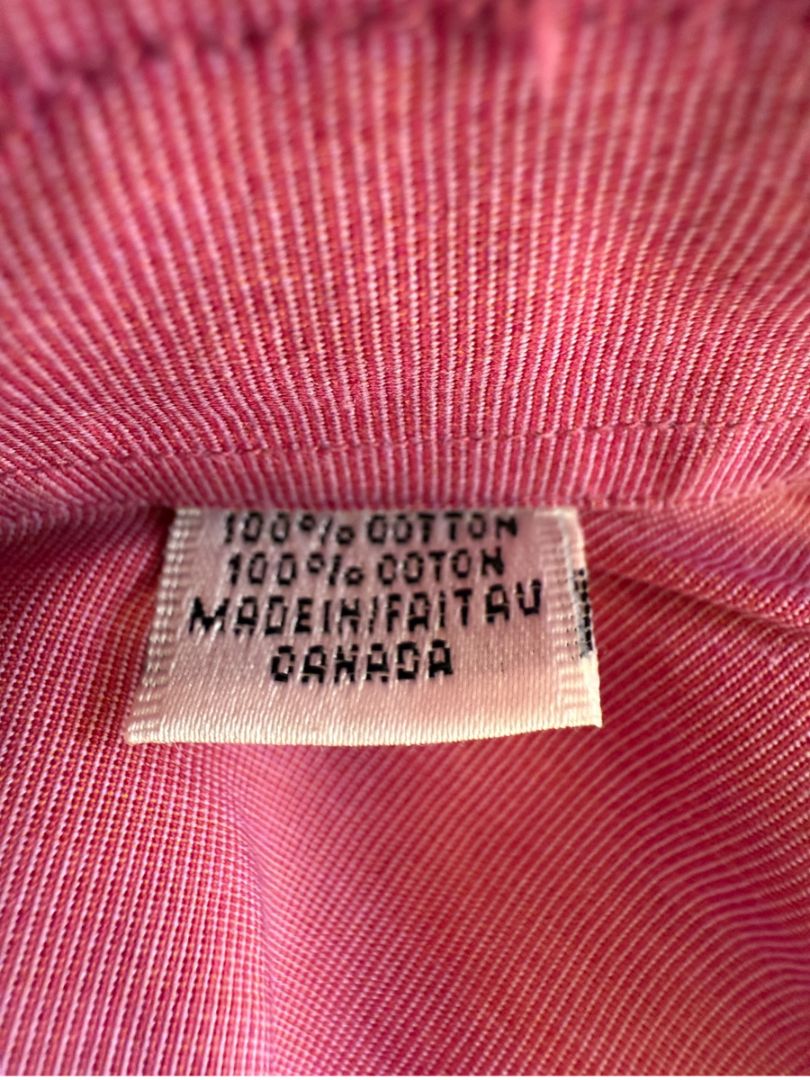 100% COTTON
100% COTON
MADE IN/FAIT AU
CANADA